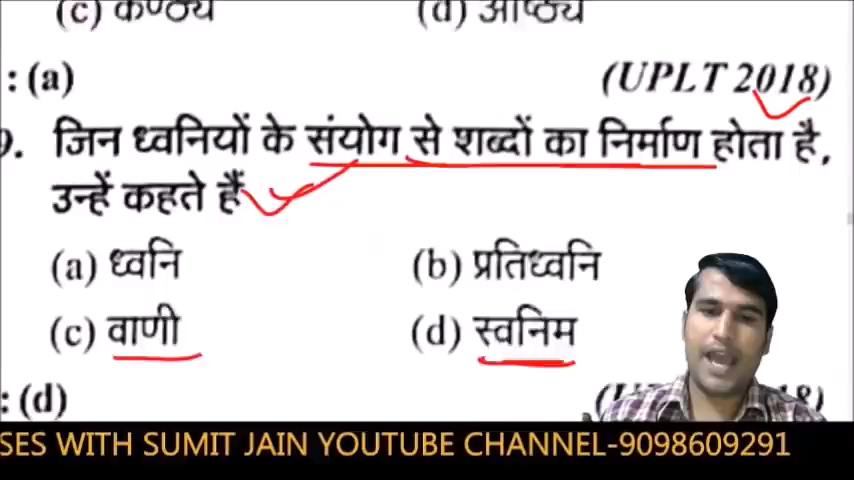 (c) कण्ठ्य (d) ओष्ठ्य
: (a) (UPLT 2018)
9. जिन ध्वनियों के संयोग से शब्दों का निर्माण होता है,
उन्हें कहते हैं
(a) ध्वनि (b) प्रतिध्वनि
(c) वाणी (d) स्वनिम
: (d)
SES WITH SUMIT JAIN YOUTUBE CHANNEL-9098609291